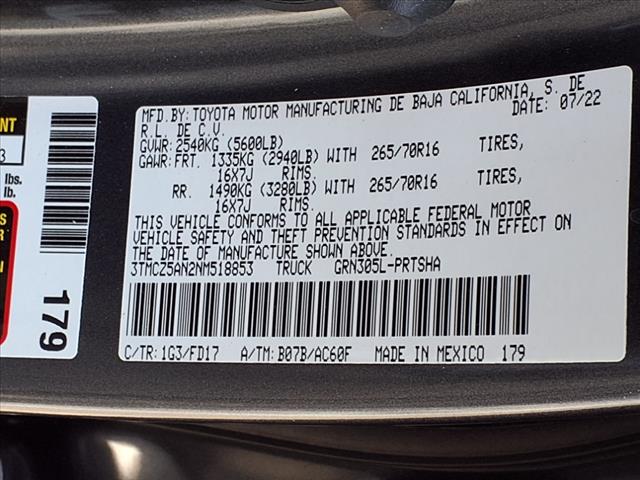 MFD.BY: TOYOTA MOTOR MANUFACTURING DE BAJA CALIFORNIA, S. DE
R.L. DE C.V. DATE: 07/22
GVWR: 2540KG (5600LB)
GAWR: FRT. 1335KG (2940LB) WITH 265/70R16 TIRES,
16X7J RIMS.
RR. 1490KG (3280LB) WITH 265/70R16 TIRES,
16X7J RIMS.
THIS VEHICLE CONFORMS TO ALL APPLICABLE FEDERAL MOTOR
VEHICLE SAFETY AND THEFT PREVENTION STANDARDS IN EFFECT ON
THE DATE OF MANUFACTURE SHOWN ABOVE.
3TMCZ5AN2NM518853 TRUCK GRN305L-PRTSHA
C/TR: 1G3/FD17 A/TM: B07B/AC60F MADE IN MEXICO 179
lbs.
lb.
179